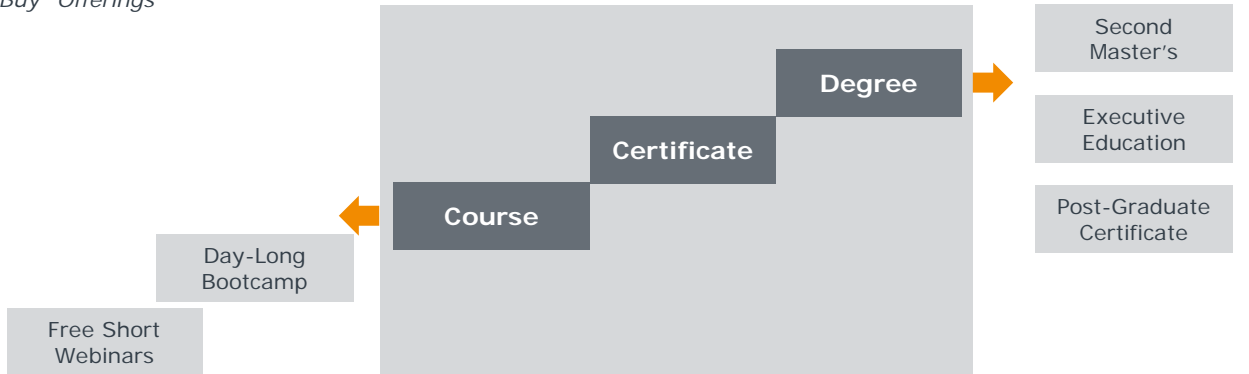 Buy" Offerings
Degree
Certificate
Course
Day-Long
Bootcamp
Free Short
Webinars
Second
Master's
Executive
Education
Post-Graduate
Certificate